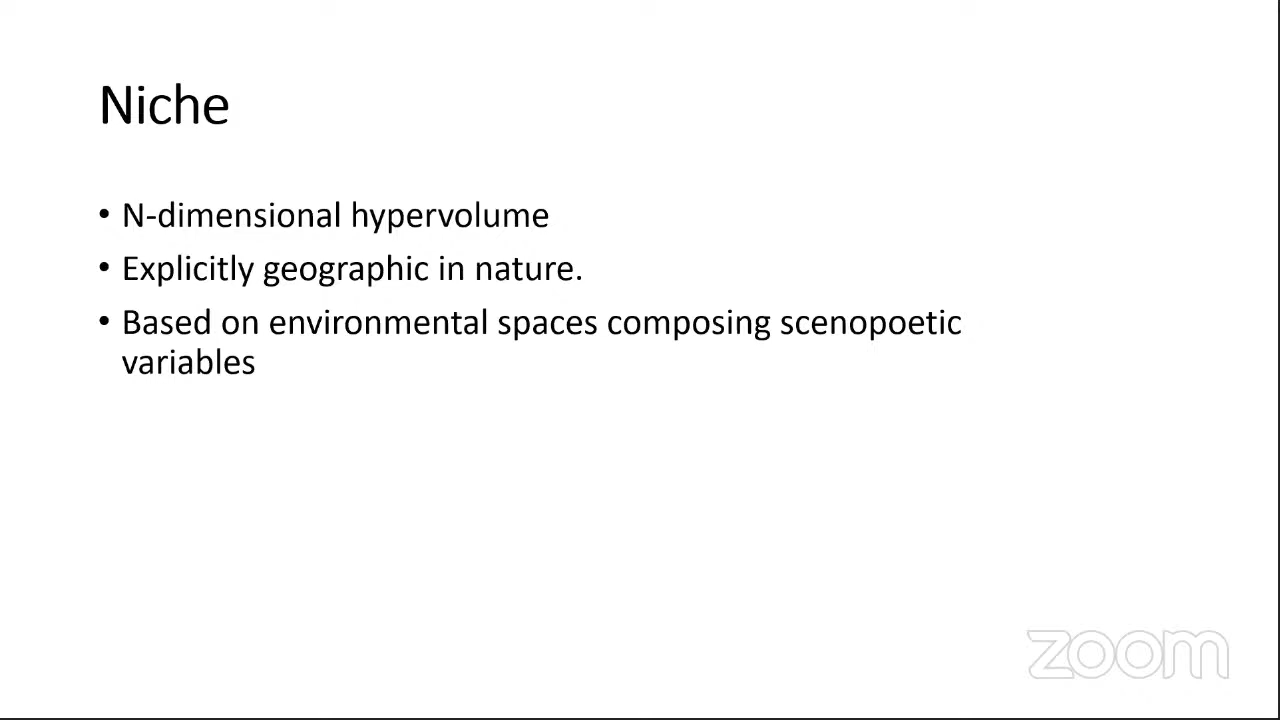 Niche
• N-dimensional hypervolume
• Explicitly geographic in nature.
• Based on environmental spaces composing scenopoetic
variables
zoom